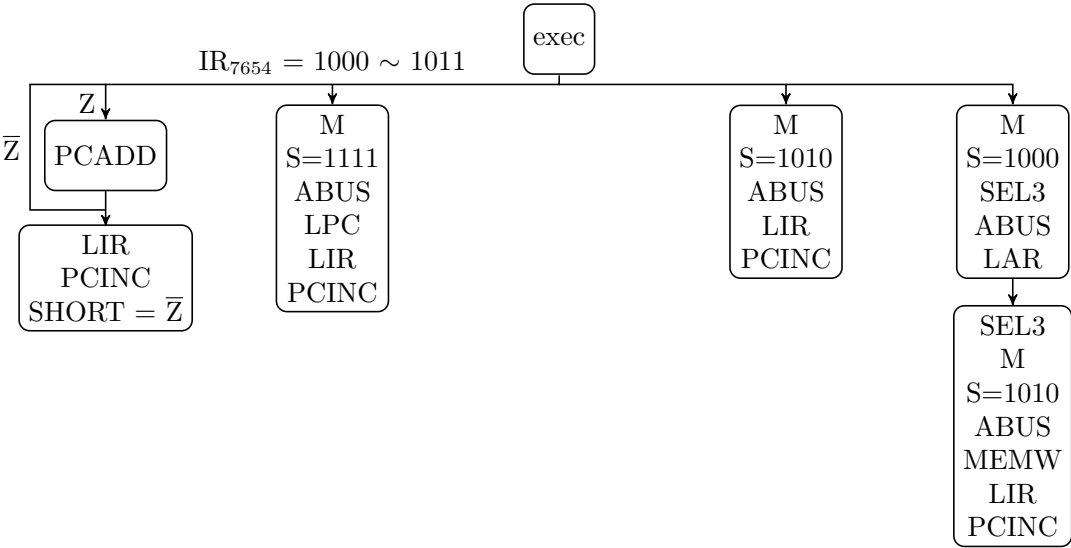 exec
IR₇₆₅₄ = 1000 ∼ 1011
Z
Z̅
PCADD
LIR
PCINC
SHORT = Z̅
M
S=1111
ABUS
LPC
LIR
PCINC
M
S=1010
ABUS
LIR
PCINC
M
S=1000
SEL3
ABUS
LAR
SEL3
M
S=1010
ABUS
MEMW
LIR
PCINC